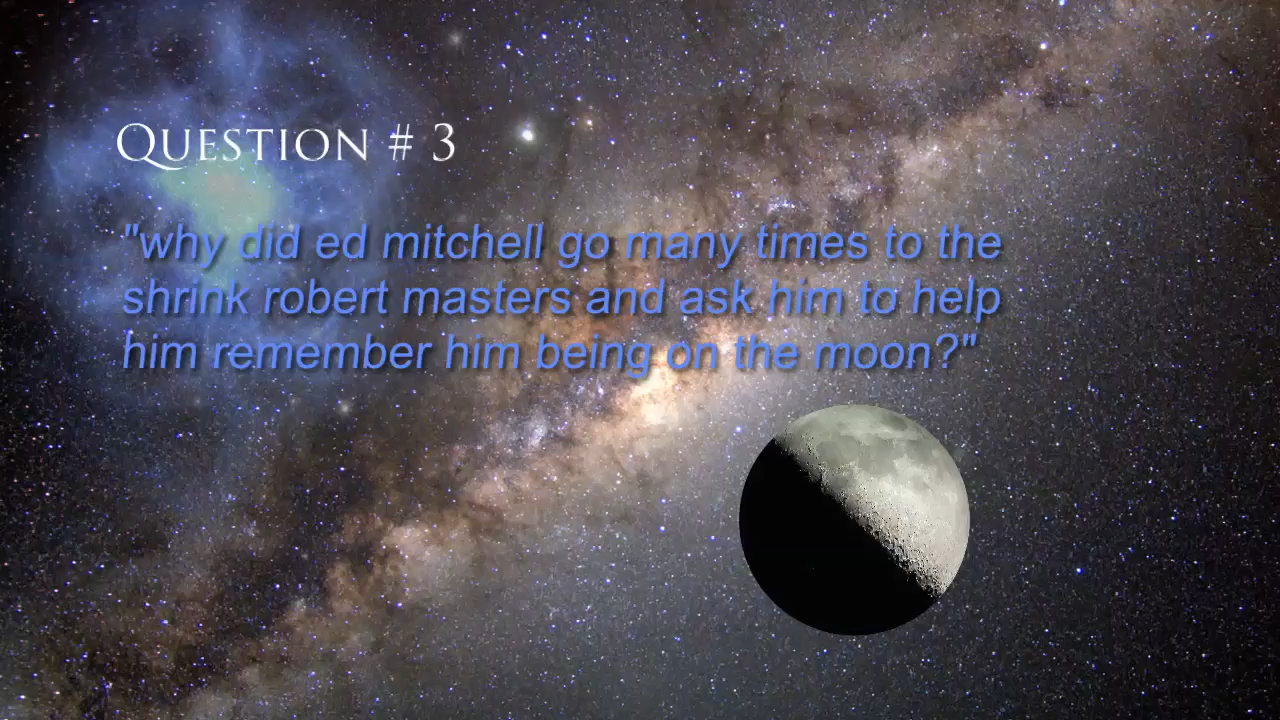 Question # 3
"why did ed mitchell go many times to the
shrink robert masters and ask him to help
him remember him being on the moon?"